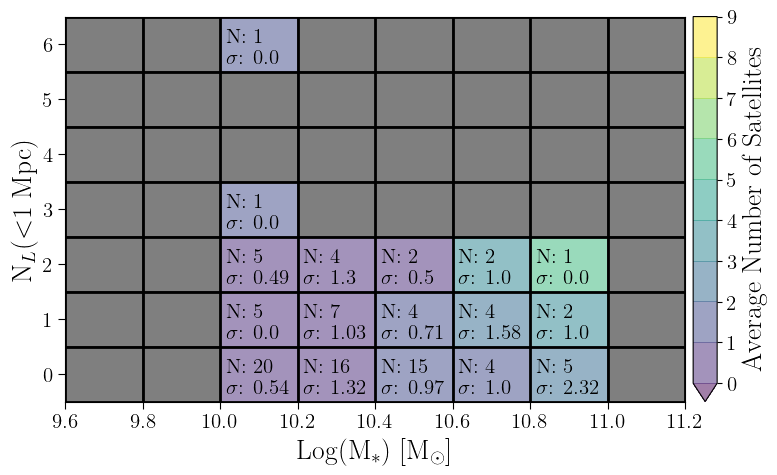 6
N: 1
σ: 0.0
5
4
3
N: 1
σ: 0.0
2
N: 5
σ: 0.49
N: 4
σ: 1.3
N: 2
σ: 0.5
N: 2
σ: 1.0
N: 1
σ: 0.0
1
N: 5
σ: 0.0
N: 7
σ: 1.03
N: 4
σ: 0.71
N: 4
σ: 1.58
N: 2
σ: 1.0
0
N: 20
σ: 0.54
N: 16
σ: 1.32
N: 15
σ: 0.97
N: 4
σ: 1.0
N: 5
σ: 2.32
N_L(<1 Mpc)
9.6 9.8 10.0 10.2 10.4 10.6 10.8 11.0 11.2
Log(M_*) [M_⊙]
9
8
7
6
5
4
3
2
1
0
Average Number of Satellites